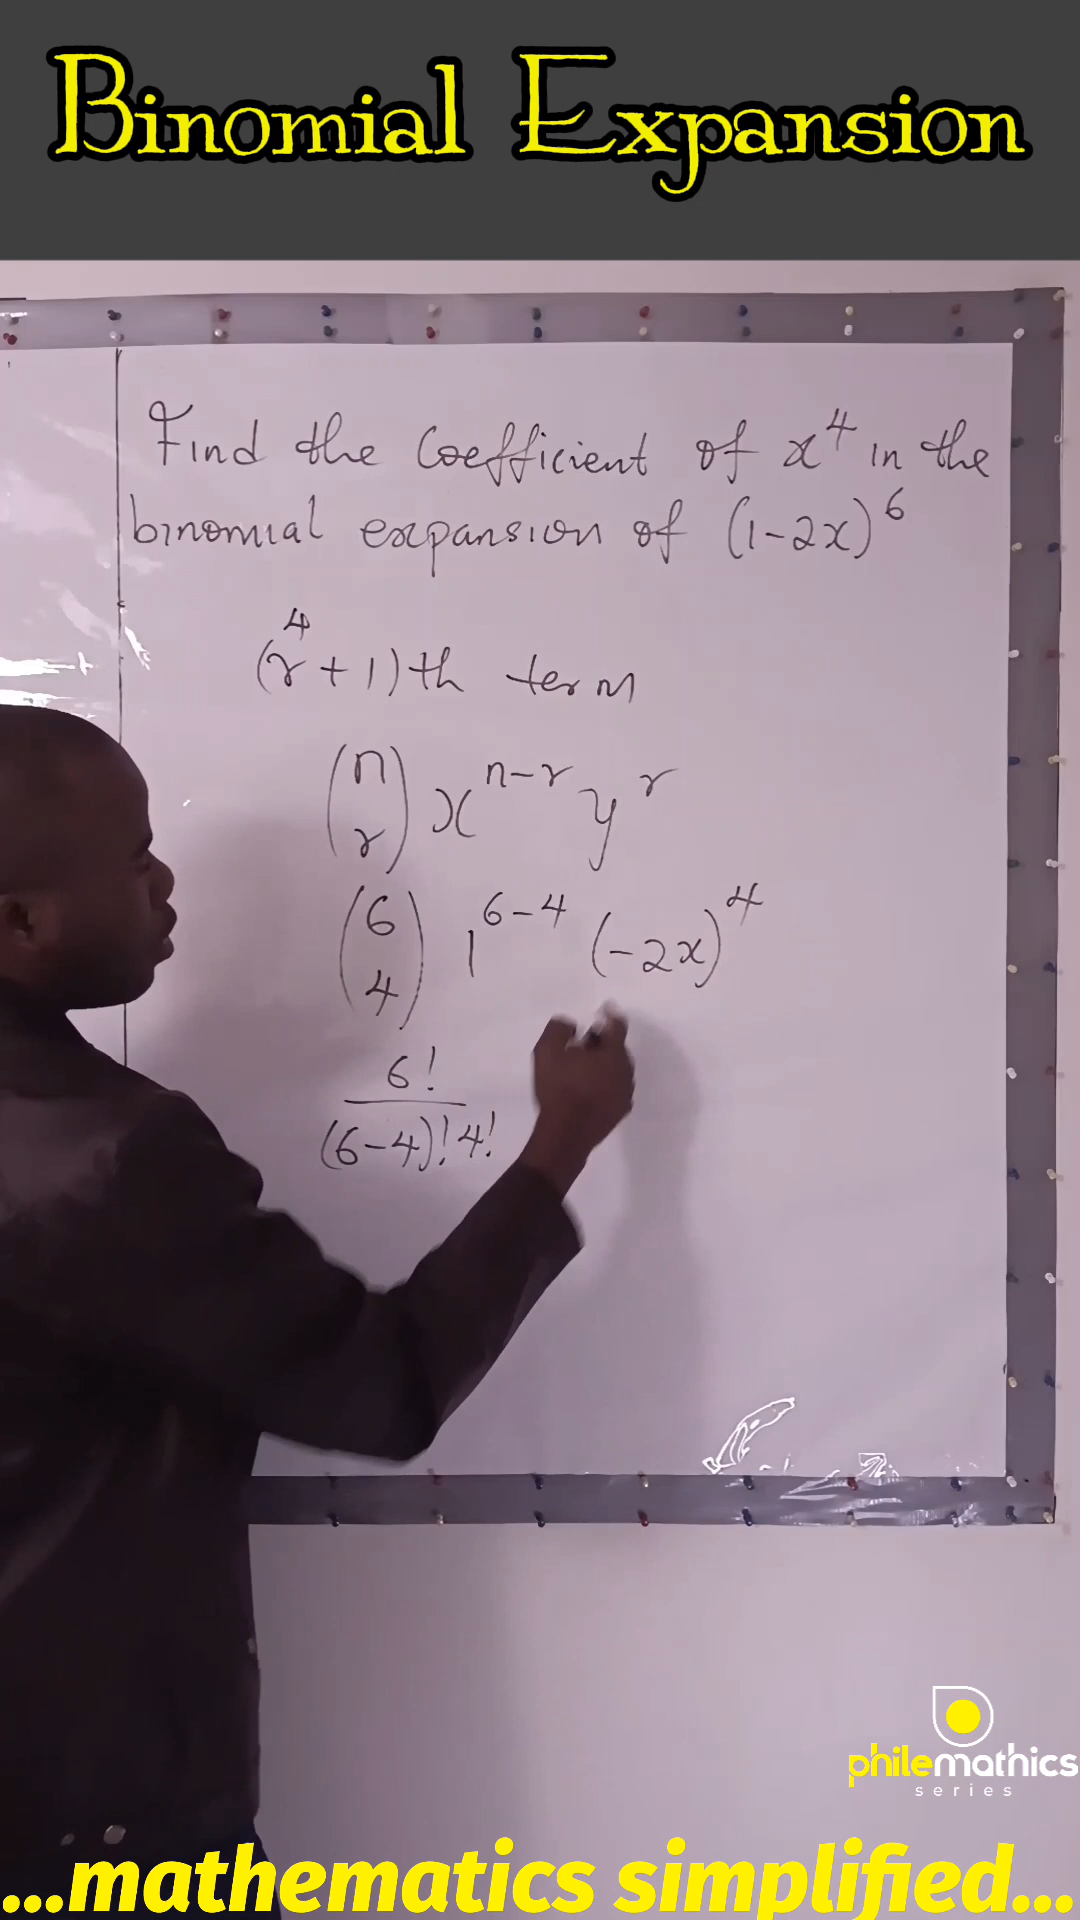 Binomial Expansion
Find the coefficient of x⁴ in the
binomial expansion of (1-2x)⁶
4
(r+1)th term
(n r) x^n-r y^r
(6 4) 1^6-4 (-2x)^4
6!
(6-4)!4!
philemathics
series
...mathematics simplified...